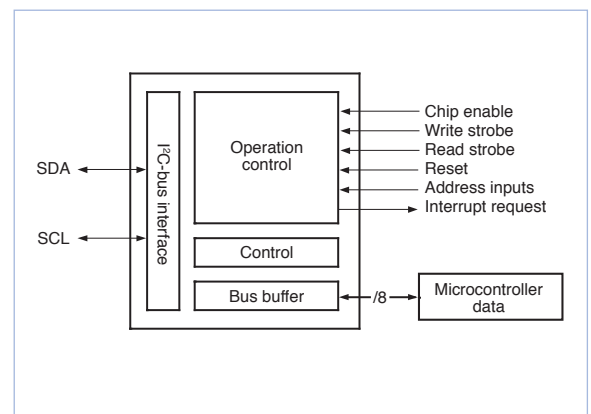 SDA
SCL
I²C-bus interface
Operation
control
Control
Bus buffer
Chip enable
Write strobe
Read strobe
Reset
Address inputs
Interrupt request
/8
Microcontroller
data